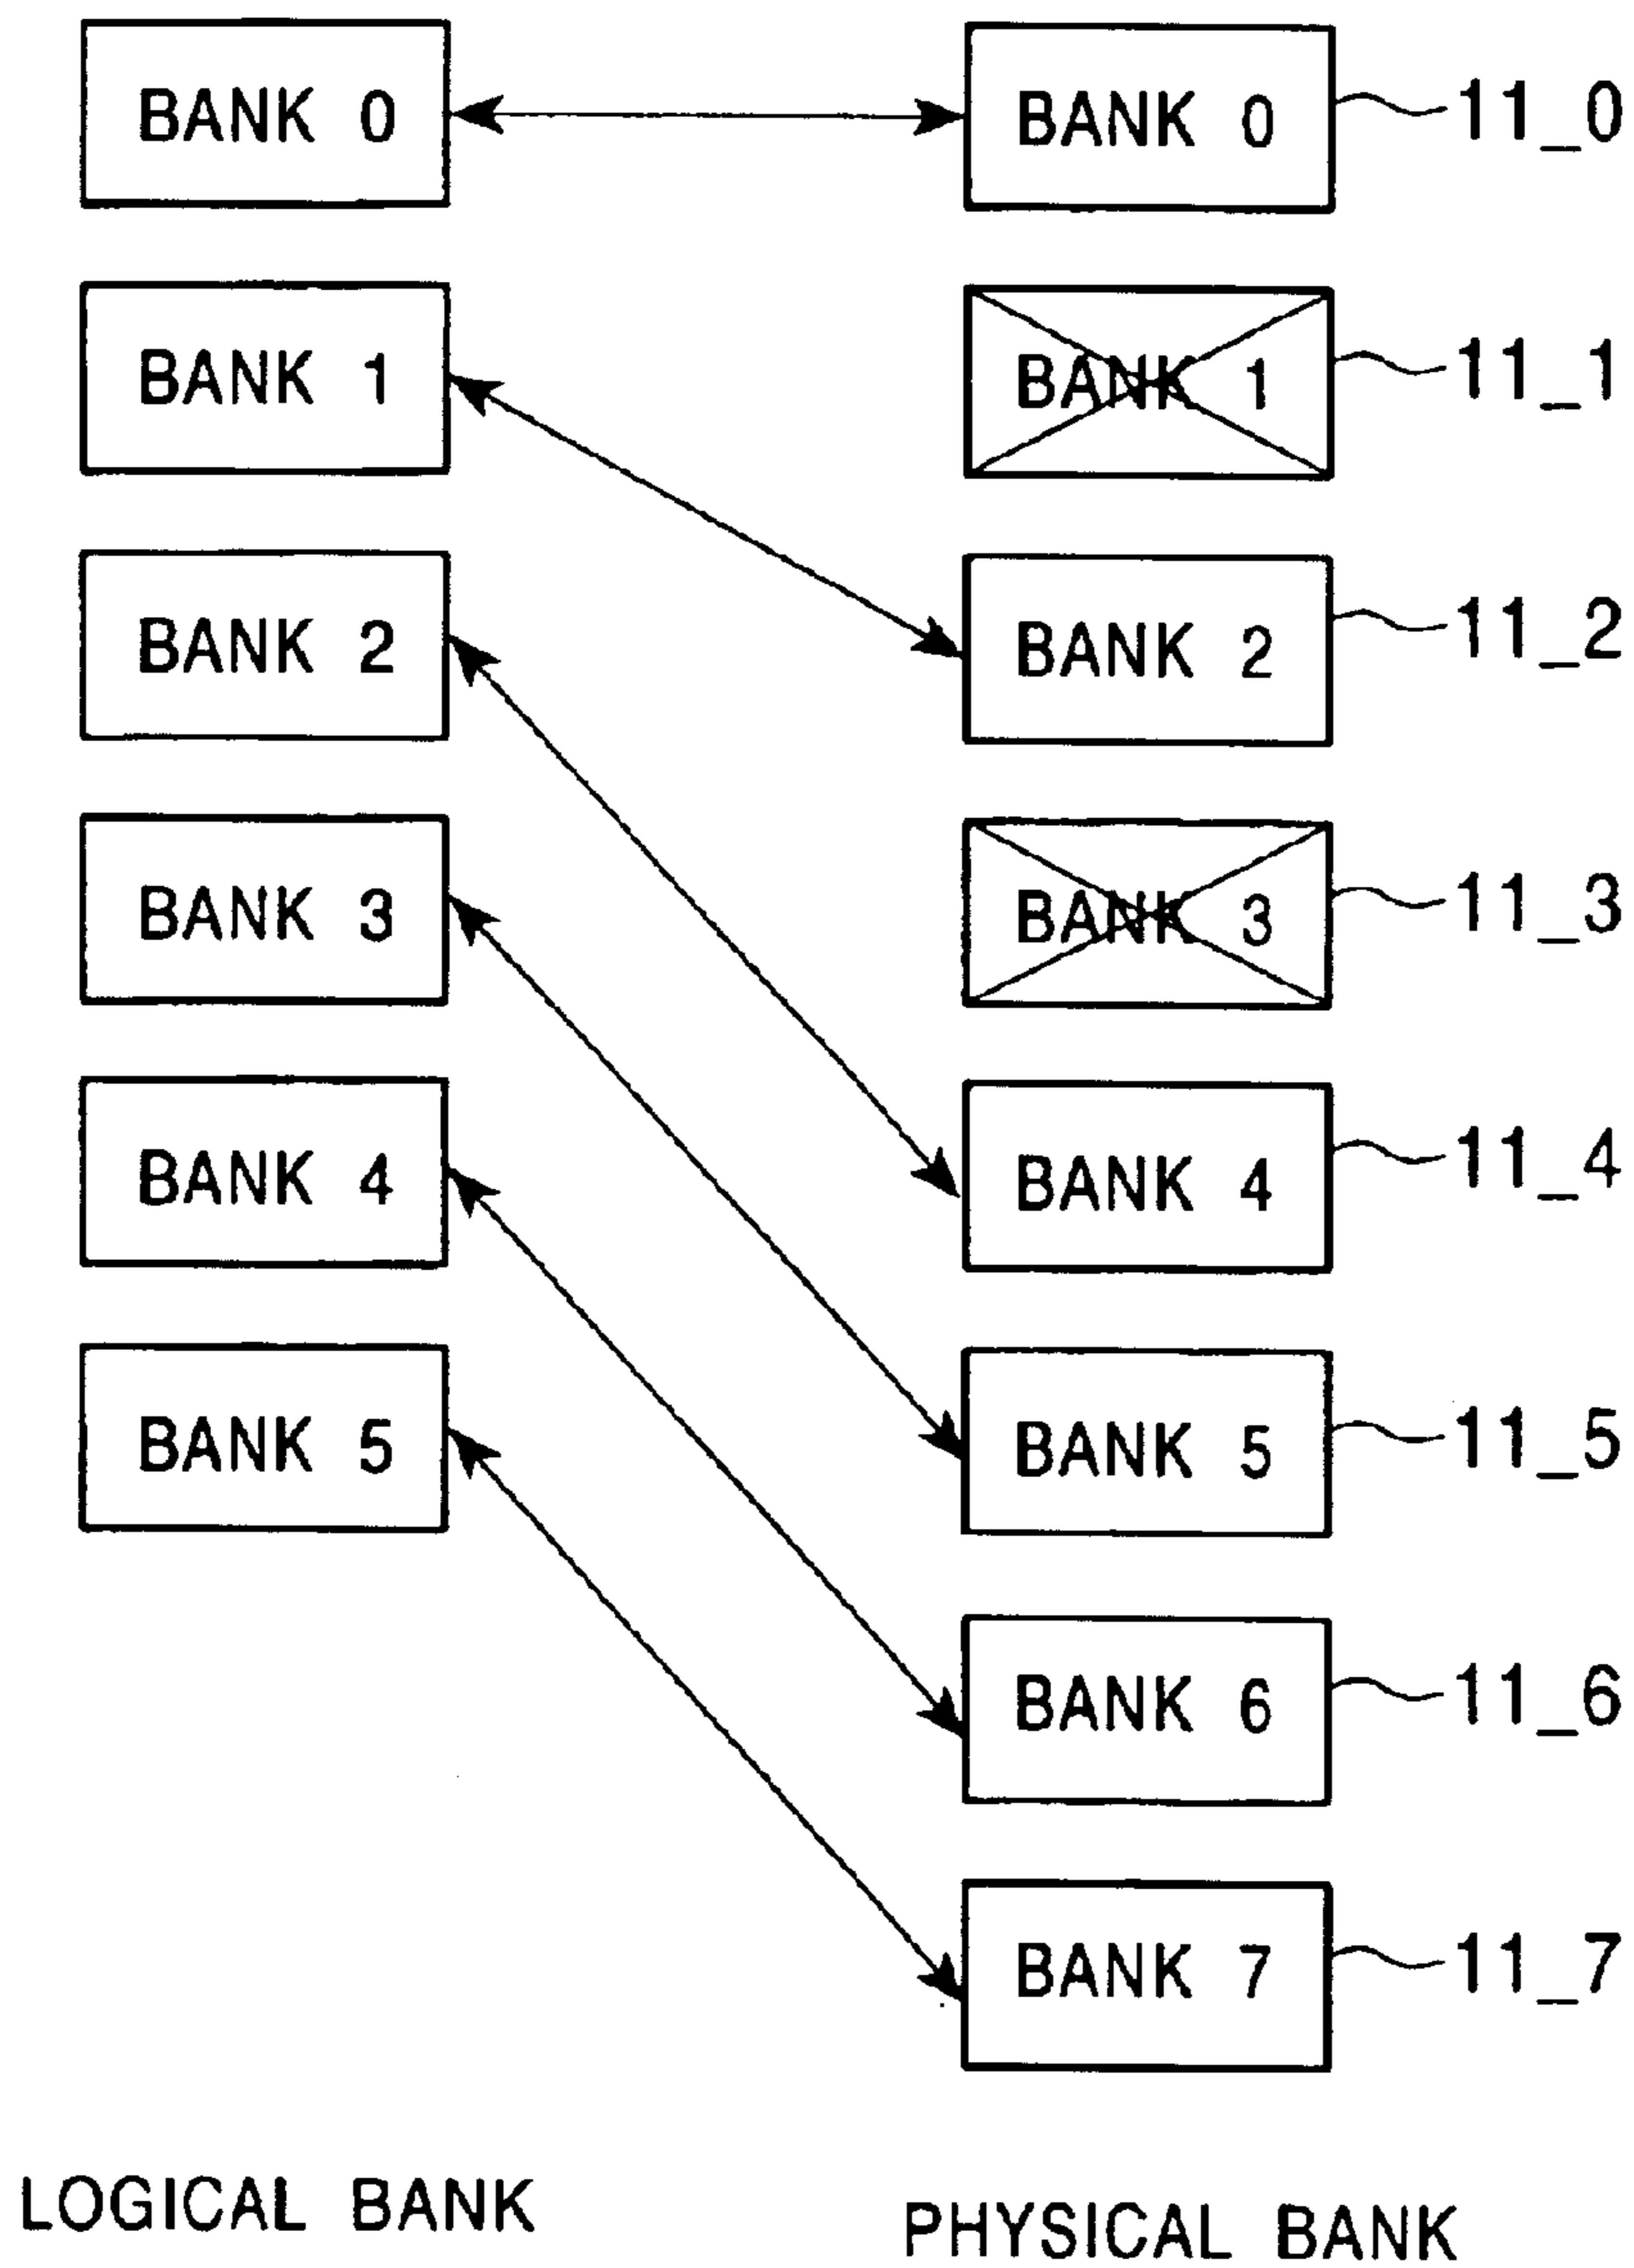 BANK 0 BANK 0 11_0
BANK 1 BANK 1 11_1
BANK 2 BANK 2 11_2
BANK 3 BANK 3 11_3
BANK 4 BANK 4 11_4
BANK 5 BANK 5 11_5
BANK 6 11_6
BANK 7 11_7
LOGICAL BANK PHYSICAL BANK